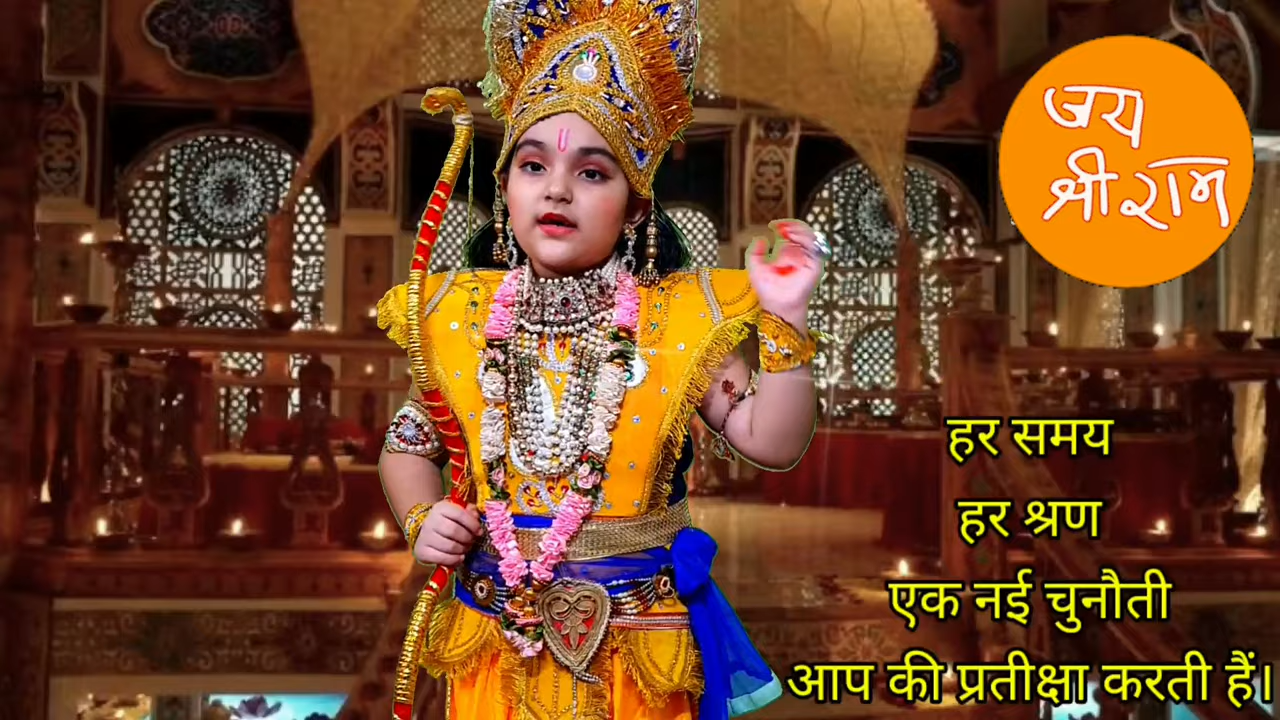 जय
श्री राम
हर समय
हर श्रण
एक नई चुनौती
आप की प्रतीक्षा करती हैं।